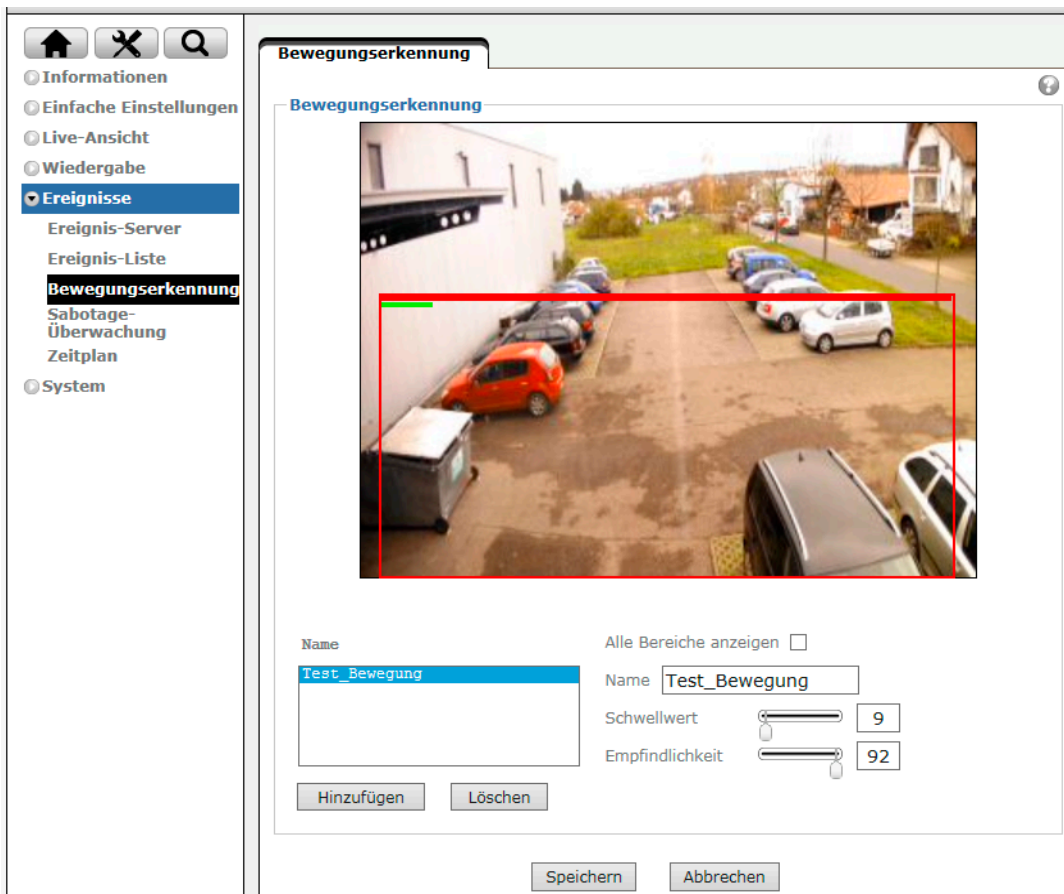 Informationen
Einfache Einstellungen
Live-Ansicht
Wiedergabe
Ereignisse
Ereignis-Server
Ereignis-Liste
Bewegungserkennung
Sabotage-
Überwachung
Zeitplan
System
Bewegungserkennung
?
Bewegungserkennung
Name
Test_Bewegung
Hinzufügen Löschen
Alle Bereiche anzeigen
Name Test_Bewegung
Schwellwert 9
Empfindlichkeit 92
Speichern Abbrechen